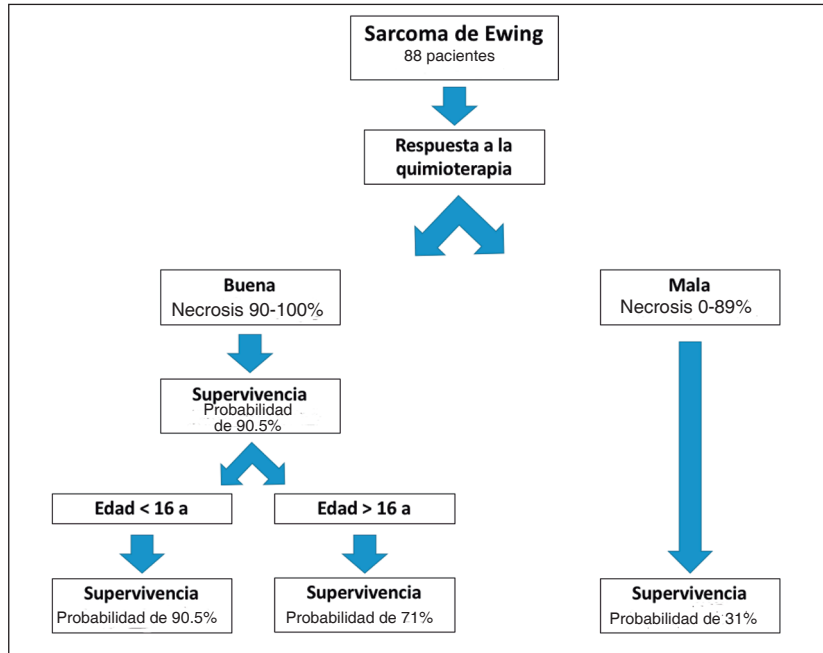 Sarcoma de Ewing
88 pacientes
Respuesta a la
quimioterapia
Buena
Necrosis 90-100%
Mala
Necrosis 0-89%
Supervivencia
Probabilidad
de 90.5%
Edad < 16 a
Edad > 16 a
Supervivencia
Probabilidad de 90.5%
Supervivencia
Probabilidad de 71%
Supervivencia
Probabilidad de 31%